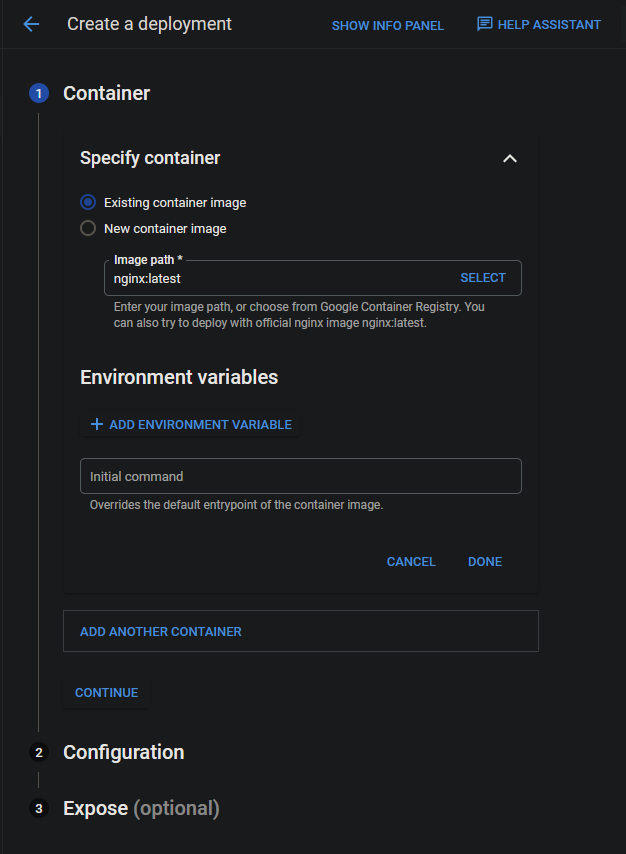 Create a deployment
SHOW INFO PANEL
HELP ASSISTANT
1
Container
Specify container
Existing container image
New container image
Image path *
nginx:latest
SELECT
Enter your image path, or choose from Google Container Registry. You
can also try to deploy with official nginx image nginx:latest.
Environment variables
ADD ENVIRONMENT VARIABLE
Initial command
Overrides the default entrypoint of the container image.
CANCEL
DONE
ADD ANOTHER CONTAINER
CONTINUE
2
Configuration
3
Expose (optional)